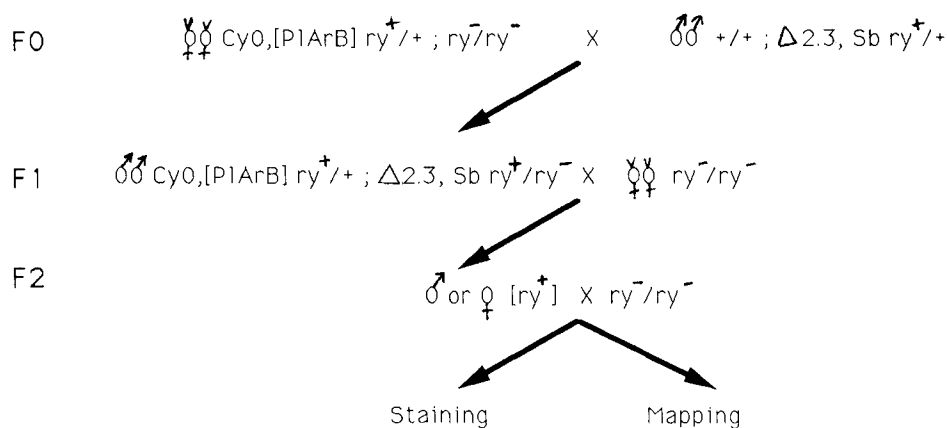 F0 ♀♀ CyO,[P1ArB] ry⁺/+ ; ry⁻/ry⁻ X ♂♂ +/+ ; Δ2.3, Sb ry⁺/+
F1 ♂♂ CyO,[P1ArB] ry⁺/+ ; Δ2.3, Sb ry⁺/ry⁻ X ♀♀ ry⁻/ry⁻
F2
♂ or ♀ [ry⁺] X ry⁻/ry⁻
Staining Mapping